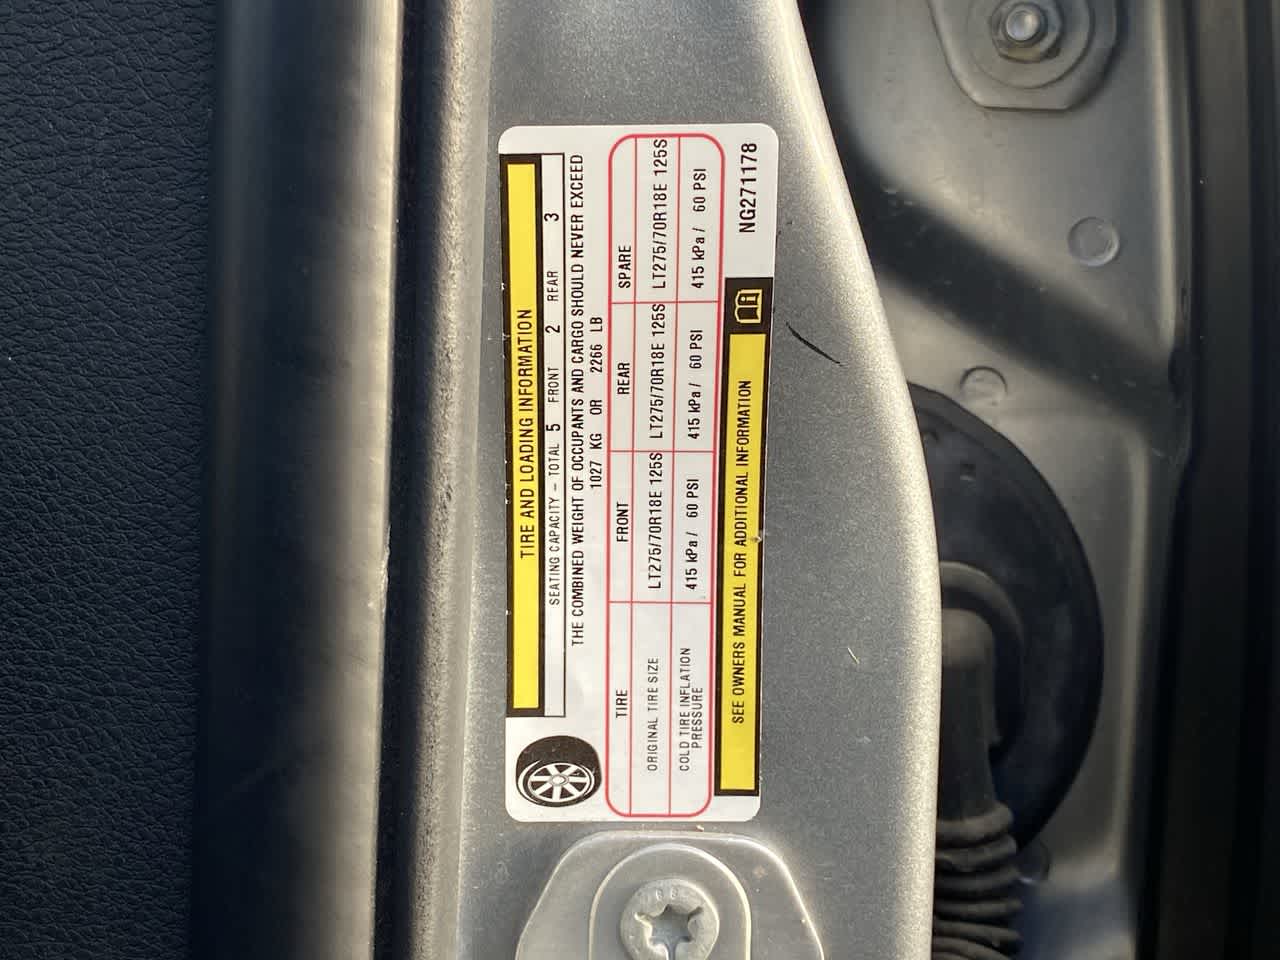 TIRE AND LOADING INFORMATION
SEATING CAPACITY – TOTAL 5 FRONT 2 REAR 3
THE COMBINED WEIGHT OF OCCUPANTS AND CARGO SHOULD NEVER EXCEED
1027 KG OR 2266 LB
TIRE FRONT REAR SPARE
ORIGINAL TIRE SIZE LT275/70R18E 125S LT275/70R18E 125S LT275/70R18E 125S
COLD TIRE INFLATION PRESSURE 415 kPa / 60 PSI 415 kPa / 60 PSI 415 kPa / 60 PSI
SEE OWNERS MANUAL FOR ADDITIONAL INFORMATION
NG271178